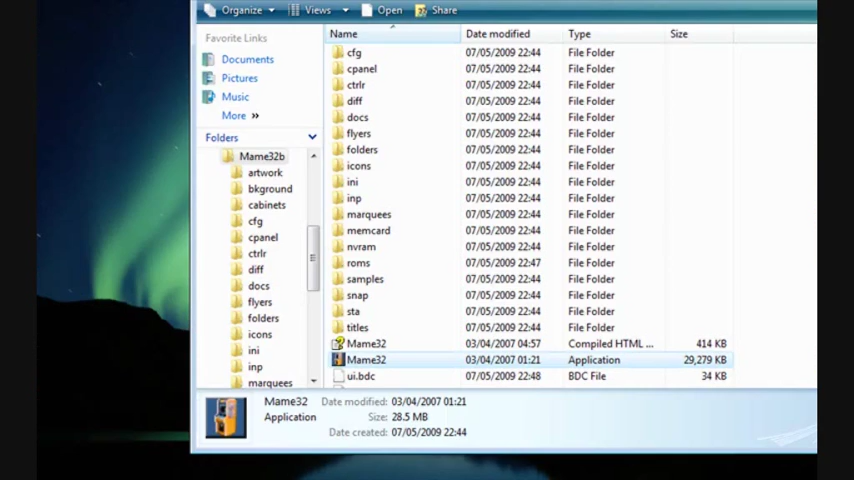 Organize Views Open Share
Favorite Links
Documents
Pictures
Music
More »
Folders
Mame32b
artwork
bkground
cabinets
cfg
cpanel
ctrlr
diff
docs
flyers
folders
icons
ini
inp
marquees
Name Date modified Type Size
cfg 07/05/2009 22:44 File Folder
cpanel 07/05/2009 22:44 File Folder
ctrlr 07/05/2009 22:44 File Folder
diff 07/05/2009 22:44 File Folder
docs 07/05/2009 22:44 File Folder
flyers 07/05/2009 22:44 File Folder
folders 07/05/2009 22:44 File Folder
icons 07/05/2009 22:44 File Folder
ini 07/05/2009 22:44 File Folder
inp 07/05/2009 22:44 File Folder
marquees 07/05/2009 22:44 File Folder
memcard 07/05/2009 22:44 File Folder
nvram 07/05/2009 22:44 File Folder
roms 07/05/2009 22:47 File Folder
samples 07/05/2009 22:44 File Folder
snap 07/05/2009 22:44 File Folder
sta 07/05/2009 22:44 File Folder
titles 07/05/2009 22:44 File Folder
Mame32 03/04/2007 04:57 Compiled HTML ... 414 KB
Mame32 03/04/2007 01:21 Application 29,279 KB
ui.bdc 07/05/2009 22:48 BDC File 34 KB
Mame32 Date modified: 03/04/2007 01:21
Application Size: 28.5 MB
Date created: 07/05/2009 22:44